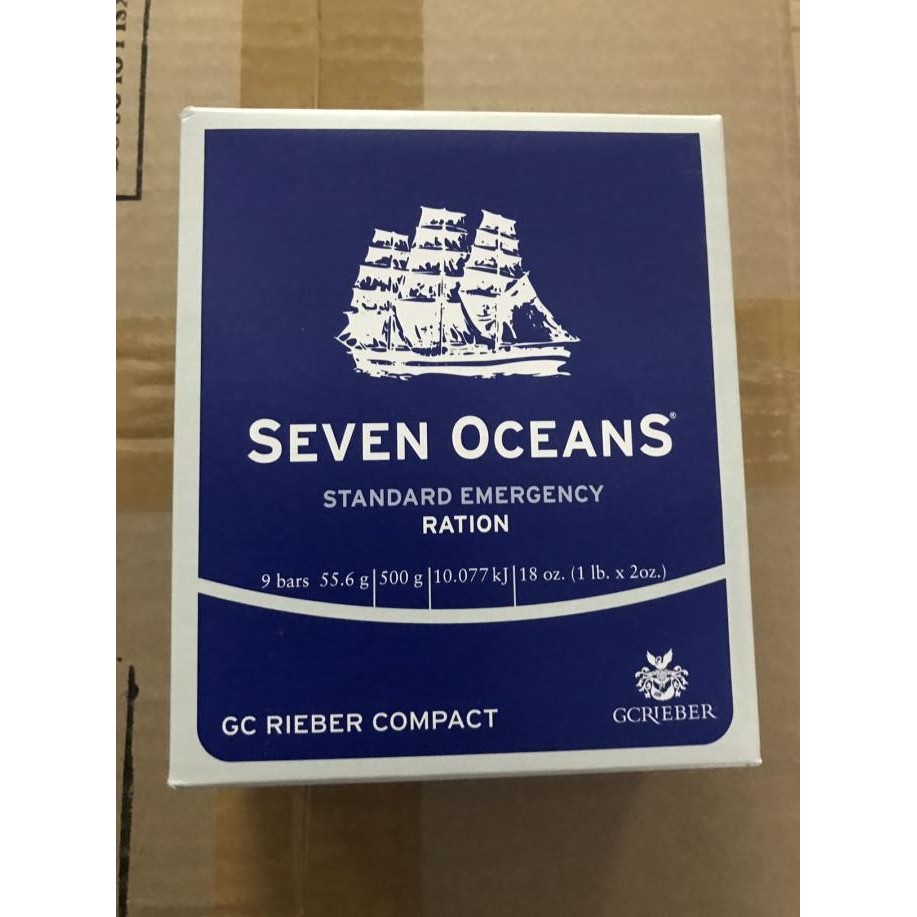 SEVEN OCEANS®
STANDARD EMERGENCY
RATION
9 bars 55.6 g|500 g|10.077 kJ|18 oz. (1 lb. x 2oz.)
GC RIEBER COMPACT
GCRIEBER